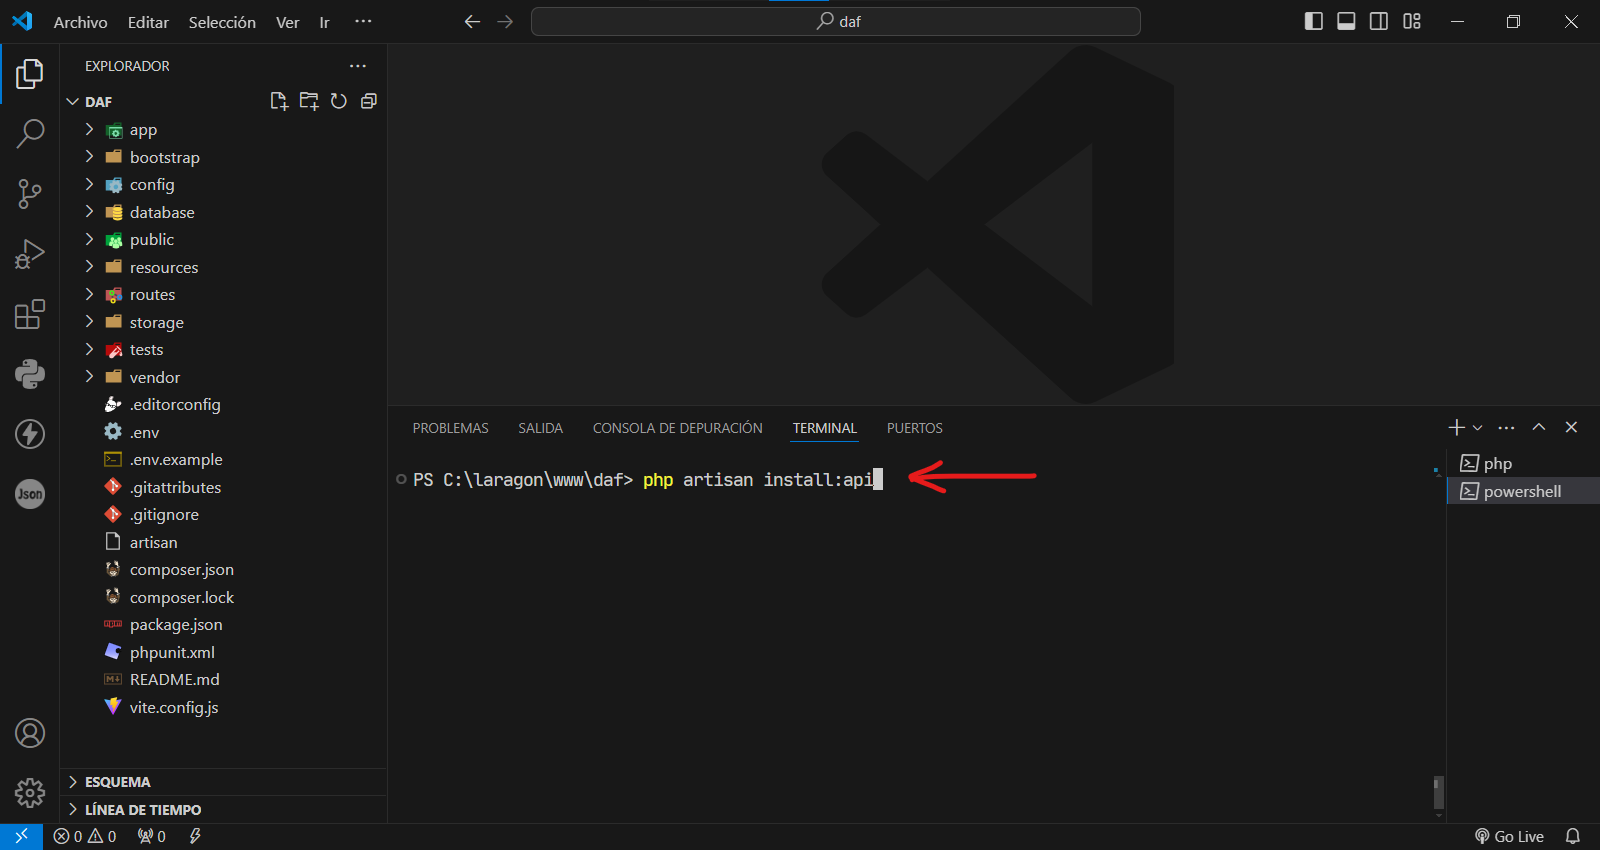 Archivo Editar Selección Ver Ir ··· daf
EXPLORADOR ···
DAF
app
bootstrap
config
database
public
resources
routes
storage
tests
vendor
.editorconfig
.env
.env.example
.gitattributes
.gitignore
artisan
composer.json
composer.lock
package.json
phpunit.xml
README.md
vite.config.js
ESQUEMA
LÍNEA DE TIEMPO
PROBLEMAS SALIDA CONSOLA DE DEPURACIÓN TERMINAL PUERTOS
PS C:\laragon\www\daf> php artisan install:api
php
powershell
Json
0 0 0 Go Live